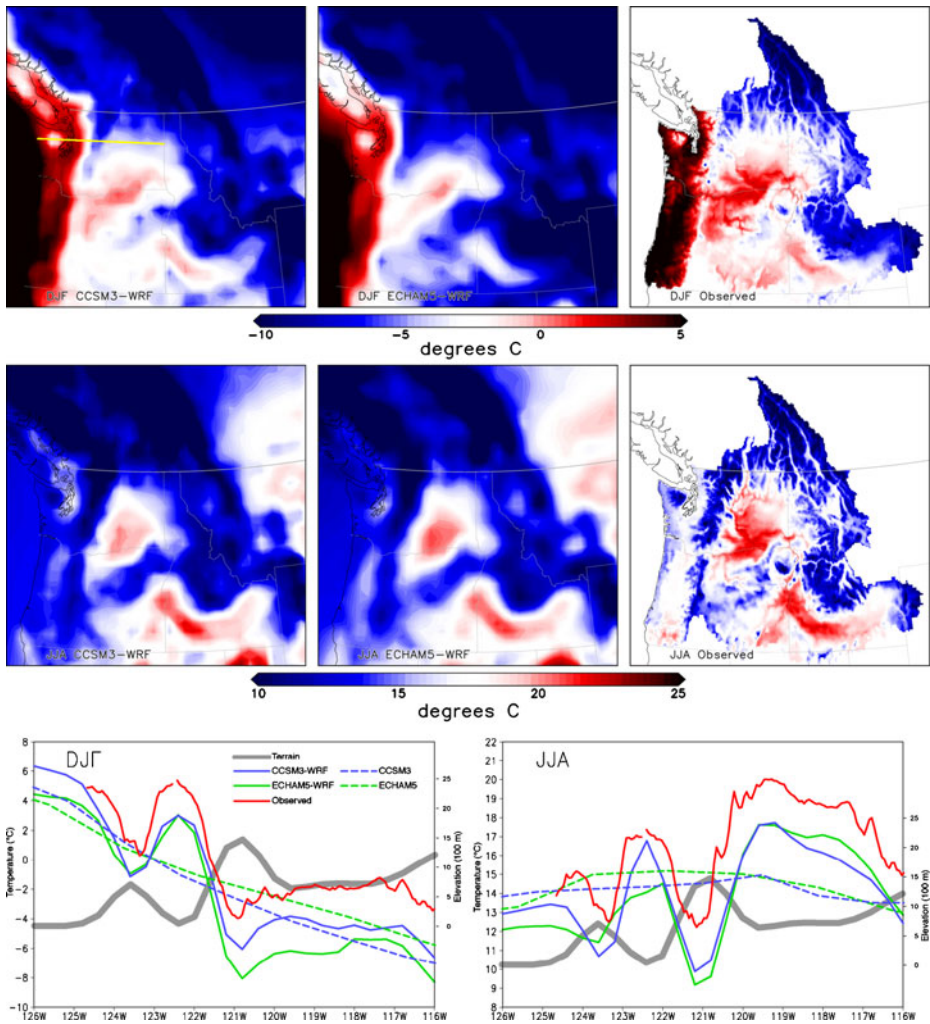 DJF CCSM3-WRF
DJF ECHAM5-WRF
DJF Observed
-10 -5 0 5
degrees C
JJA CCSM3-WRF
JJA ECHAM5-WRF
JJA Observed
10 15 20 25
degrees C
DJF
Terrain
CCSM3-WRF
CCSM3
ECHAM5-WRF
ECHAM5
Observed
Temperature (°C)
8
6
4
2
0
-2
-4
-6
-8
-10
25
20
15
10
5
0
Elevation (100 m)
126W 125W 124W 123W 122W 121W 120W 119W 118W 117W 116W
JJA
Temperature (°C)
22
21
20
19
18
17
16
15
14
13
12
11
10
9
8
25
20
15
10
5
0
Elevation (100 m)
126W 125W 124W 123W 122W 121W 120W 119W 118W 117W 116W